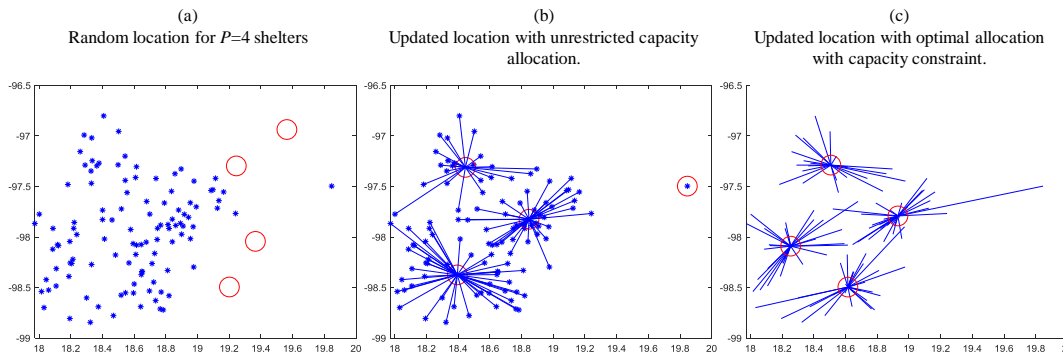 (a)
Random location for P=4 shelters
(b)
Updated location with unrestricted capacity
allocation.
(c)
Updated location with optimal allocation
with capacity constraint.
-96.5
-97
-97.5
-98
-98.5
-99
18 18.2 18.4 18.6 18.8 19 19.2 19.4 19.6 19.8 20
-96.5
-97
-97.5
-98
-98.5
-99
18 18.2 18.4 18.6 18.8 19 19.2 19.4 19.6 19.8 20
-96.5
-97
-97.5
-98
-98.5
-99
18 18.2 18.4 18.6 18.8 19 19.2 19.4 19.6 19.8 20